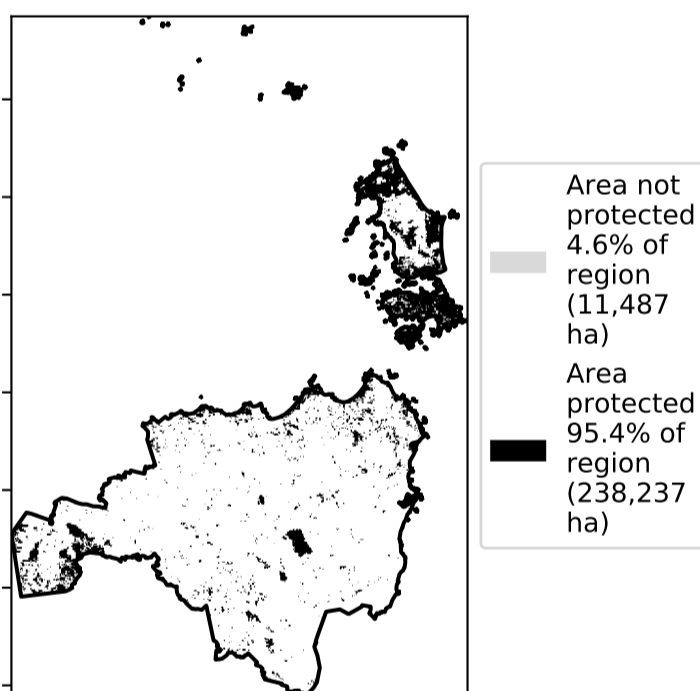 Area not
protected
4.6% of
region
(11,487
ha)
Area
protected
95.4% of
region
(238,237
ha)